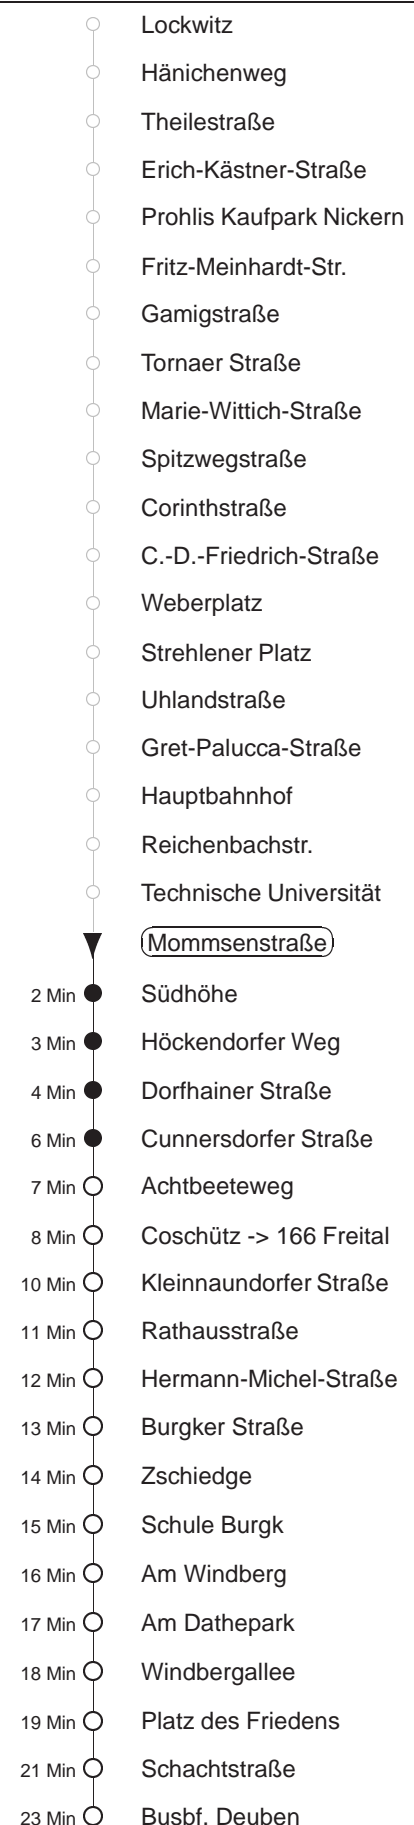 Lockwitz
Hänichenweg
Theilestraße
Erich-Kästner-Straße
Prohlis Kaufpark Nickern
Fritz-Meinhardt-Str.
Gamigstraße
Tornaer Straße
Marie-Wittich-Straße
Spitzwegstraße
Corinthstraße
C.-D.-Friedrich-Straße
Weberplatz
Strehlener Platz
Uhlandstraße
Gret-Palucca-Straße
Hauptbahnhof
Reichenbachstr.
Technische Universität
Mommsenstraße
2 Min Südhöhe
3 Min Höckendorfer Weg
4 Min Dorfhainer Straße
6 Min Cunnersdorfer Straße
7 Min Achtbeeteweg
8 Min Coschütz -> 166 Freital
10 Min Kleinnaundorfer Straße
11 Min Rathausstraße
12 Min Hermann-Michel-Straße
13 Min Burgker Straße
14 Min Zschiedge
15 Min Schule Burgk
16 Min Am Windberg
17 Min Am Dathepark
18 Min Windbergallee
19 Min Platz des Friedens
21 Min Schachtstraße
23 Min Busbf. Deuben